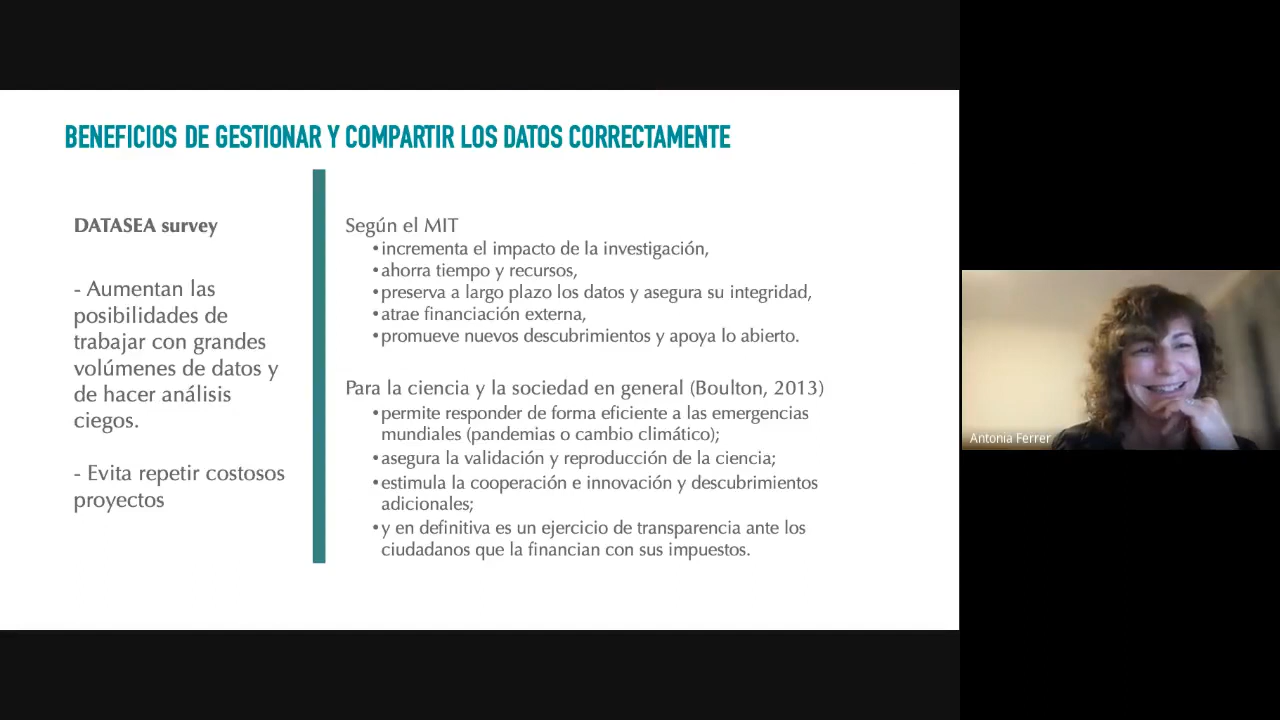 BENEFICIOS DE GESTIONAR Y COMPARTIR LOS DATOS CORRECTAMENTE
DATASEA survey
- Aumentan las
posibilidades de
trabajar con grandes
volúmenes de datos y
de hacer análisis
ciegos.
- Evita repetir costosos
proyectos
Según el MIT
•incrementa el impacto de la investigación,
•ahorra tiempo y recursos,
•preserva a largo plazo los datos y asegura su integridad,
•atrae financiación externa,
•promueve nuevos descubrimientos y apoya lo abierto.
Para la ciencia y la sociedad en general (Boulton, 2013)
•permite responder de forma eficiente a las emergencias
mundiales (pandemias o cambio climático);
•asegura la validación y reproducción de la ciencia;
•estimula la cooperación e innovación y descubrimientos
adicionales;
•y en definitiva es un ejercicio de transparencia ante los
ciudadanos que la financian con sus impuestos.
Antonia Ferrer